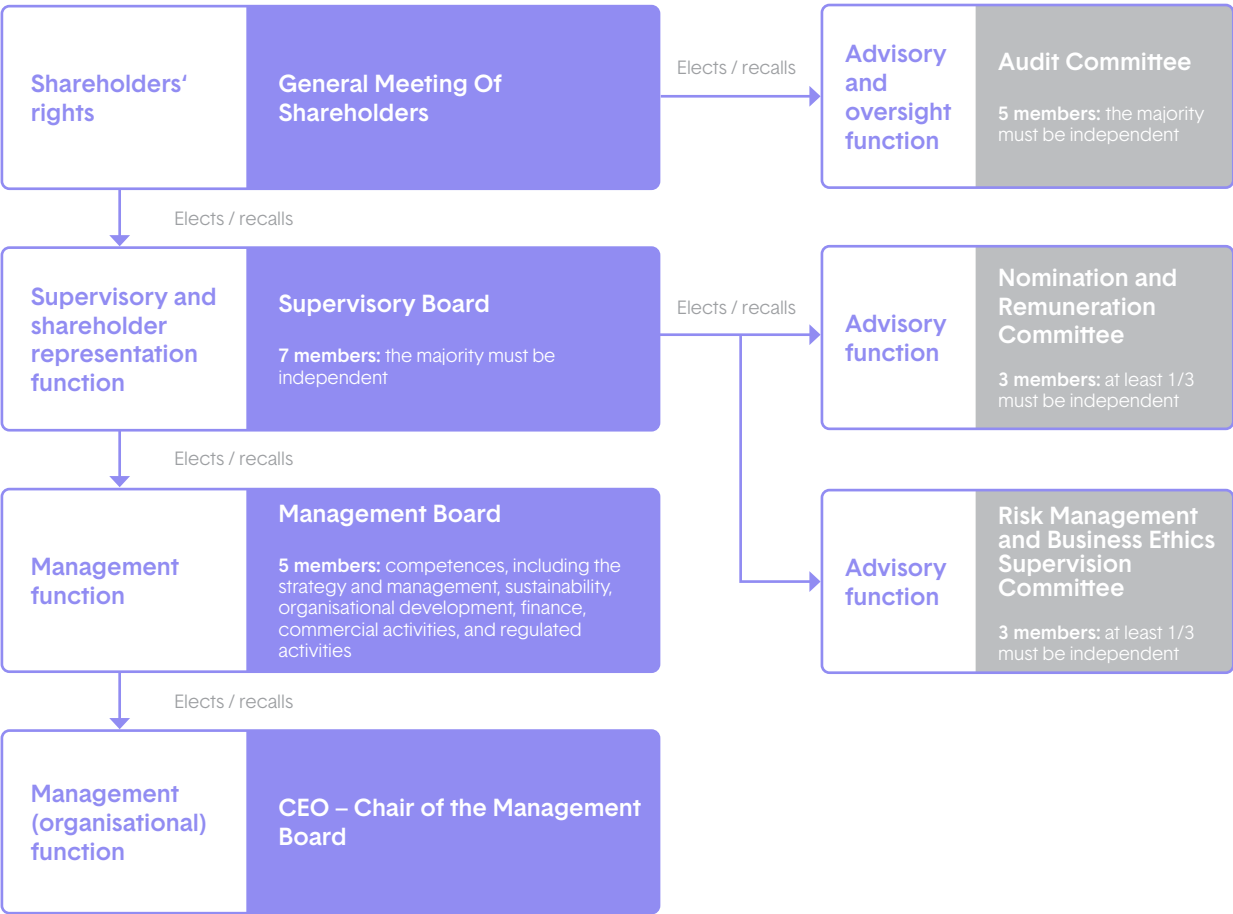 Shareholders‘
rights
General Meeting Of
Shareholders
Elects / recalls
Advisory
and
oversight
function
Audit Committee
5 members: the majority
must be independent
Elects / recalls
Supervisory and
shareholder
representation
function
Supervisory Board
7 members: the majority must be
independent
Elects / recalls
Advisory
function
Nomination and
Remuneration
Committee
3 members: at least 1/3
must be independent
Elects / recalls
Management
function
Management Board
5 members: competences, including the
strategy and management, sustainability,
organisational development, finance,
commercial activities, and regulated
activities
Advisory
function
Risk Management
and Business Ethics
Supervision
Committee
3 members: at least 1/3
must be independent
Elects / recalls
Management
(organisational)
function
CEO – Chair of the Management
Board